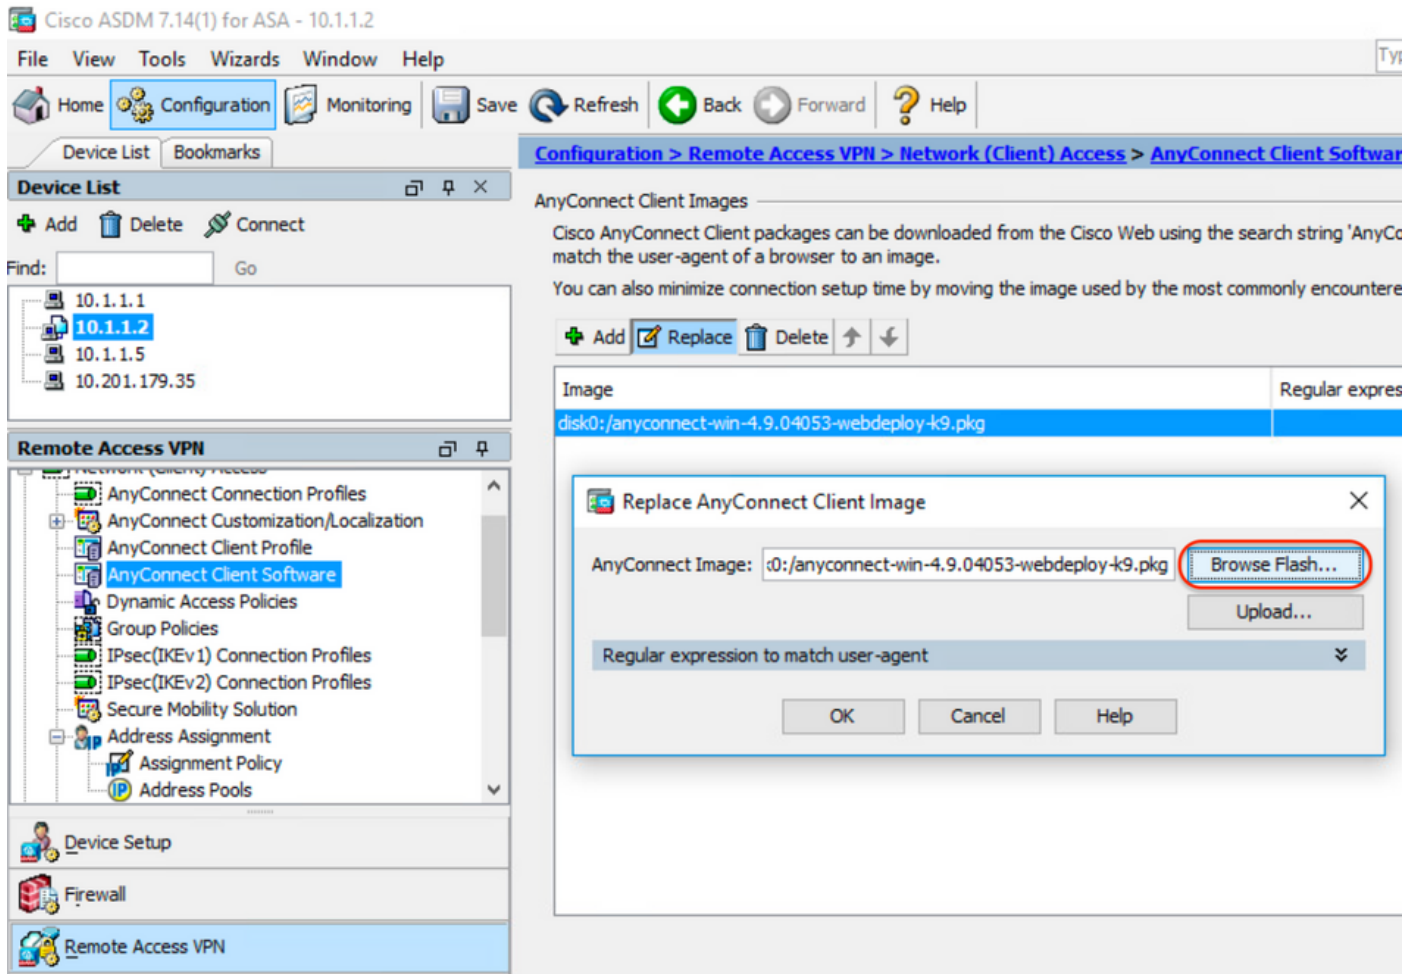 Cisco ASDM 7.14(1) for ASA - 10.1.1.2
File View Tools Wizards Window Help
Home Configuration Monitoring Save Refresh Back Forward Help
Device List Bookmarks
Device List
Add Delete Connect
Find: Go
10.1.1.1
10.1.1.2
10.1.1.5
10.201.179.35
Remote Access VPN
Network (Client) Access
AnyConnect Connection Profiles
AnyConnect Customization/Localization
AnyConnect Client Profile
AnyConnect Client Software
Dynamic Access Policies
Group Policies
IPsec(IKEv1) Connection Profiles
IPsec(IKEv2) Connection Profiles
Secure Mobility Solution
Address Assignment
Assignment Policy
Address Pools
Device Setup
Firewall
Remote Access VPN
Configuration > Remote Access VPN > Network (Client) Access > AnyConnect Client Softwar
AnyConnect Client Images
Cisco AnyConnect Client packages can be downloaded from the Cisco Web using the search string 'AnyCo
match the user-agent of a browser to an image.
You can also minimize connection setup time by moving the image used by the most commonly encountere
Add Replace Delete
Image Regular expres
disk0:/anyconnect-win-4.9.04053-webdeploy-k9.pkg
Replace AnyConnect Client Image
AnyConnect Image: 0:/anyconnect-win-4.9.04053-webdeploy-k9.pkg Browse Flash...
Upload...
Regular expression to match user-agent
OK Cancel Help